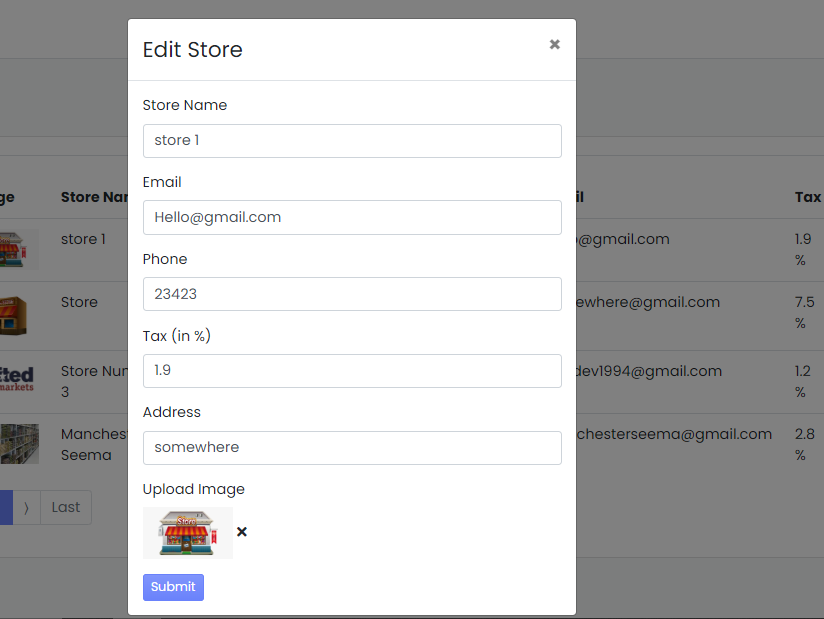 Edit Store
×
Store Name
store 1
Email
Hello@gmail.com
Phone
23423
Tax (in %)
1.9
Address
somewhere
Upload Image
Store
×
Submit
ge
Store Nar
il
Tax
store 1
@gmail.com
1.9
%
Store
ewhere@gmail.com
7.5
%
ited
markets
Store Nur
3
dev1994@gmail.com
1.2
%
Manchest
Seema
chesterseema@gmail.com
2.8
%
⟩
Last